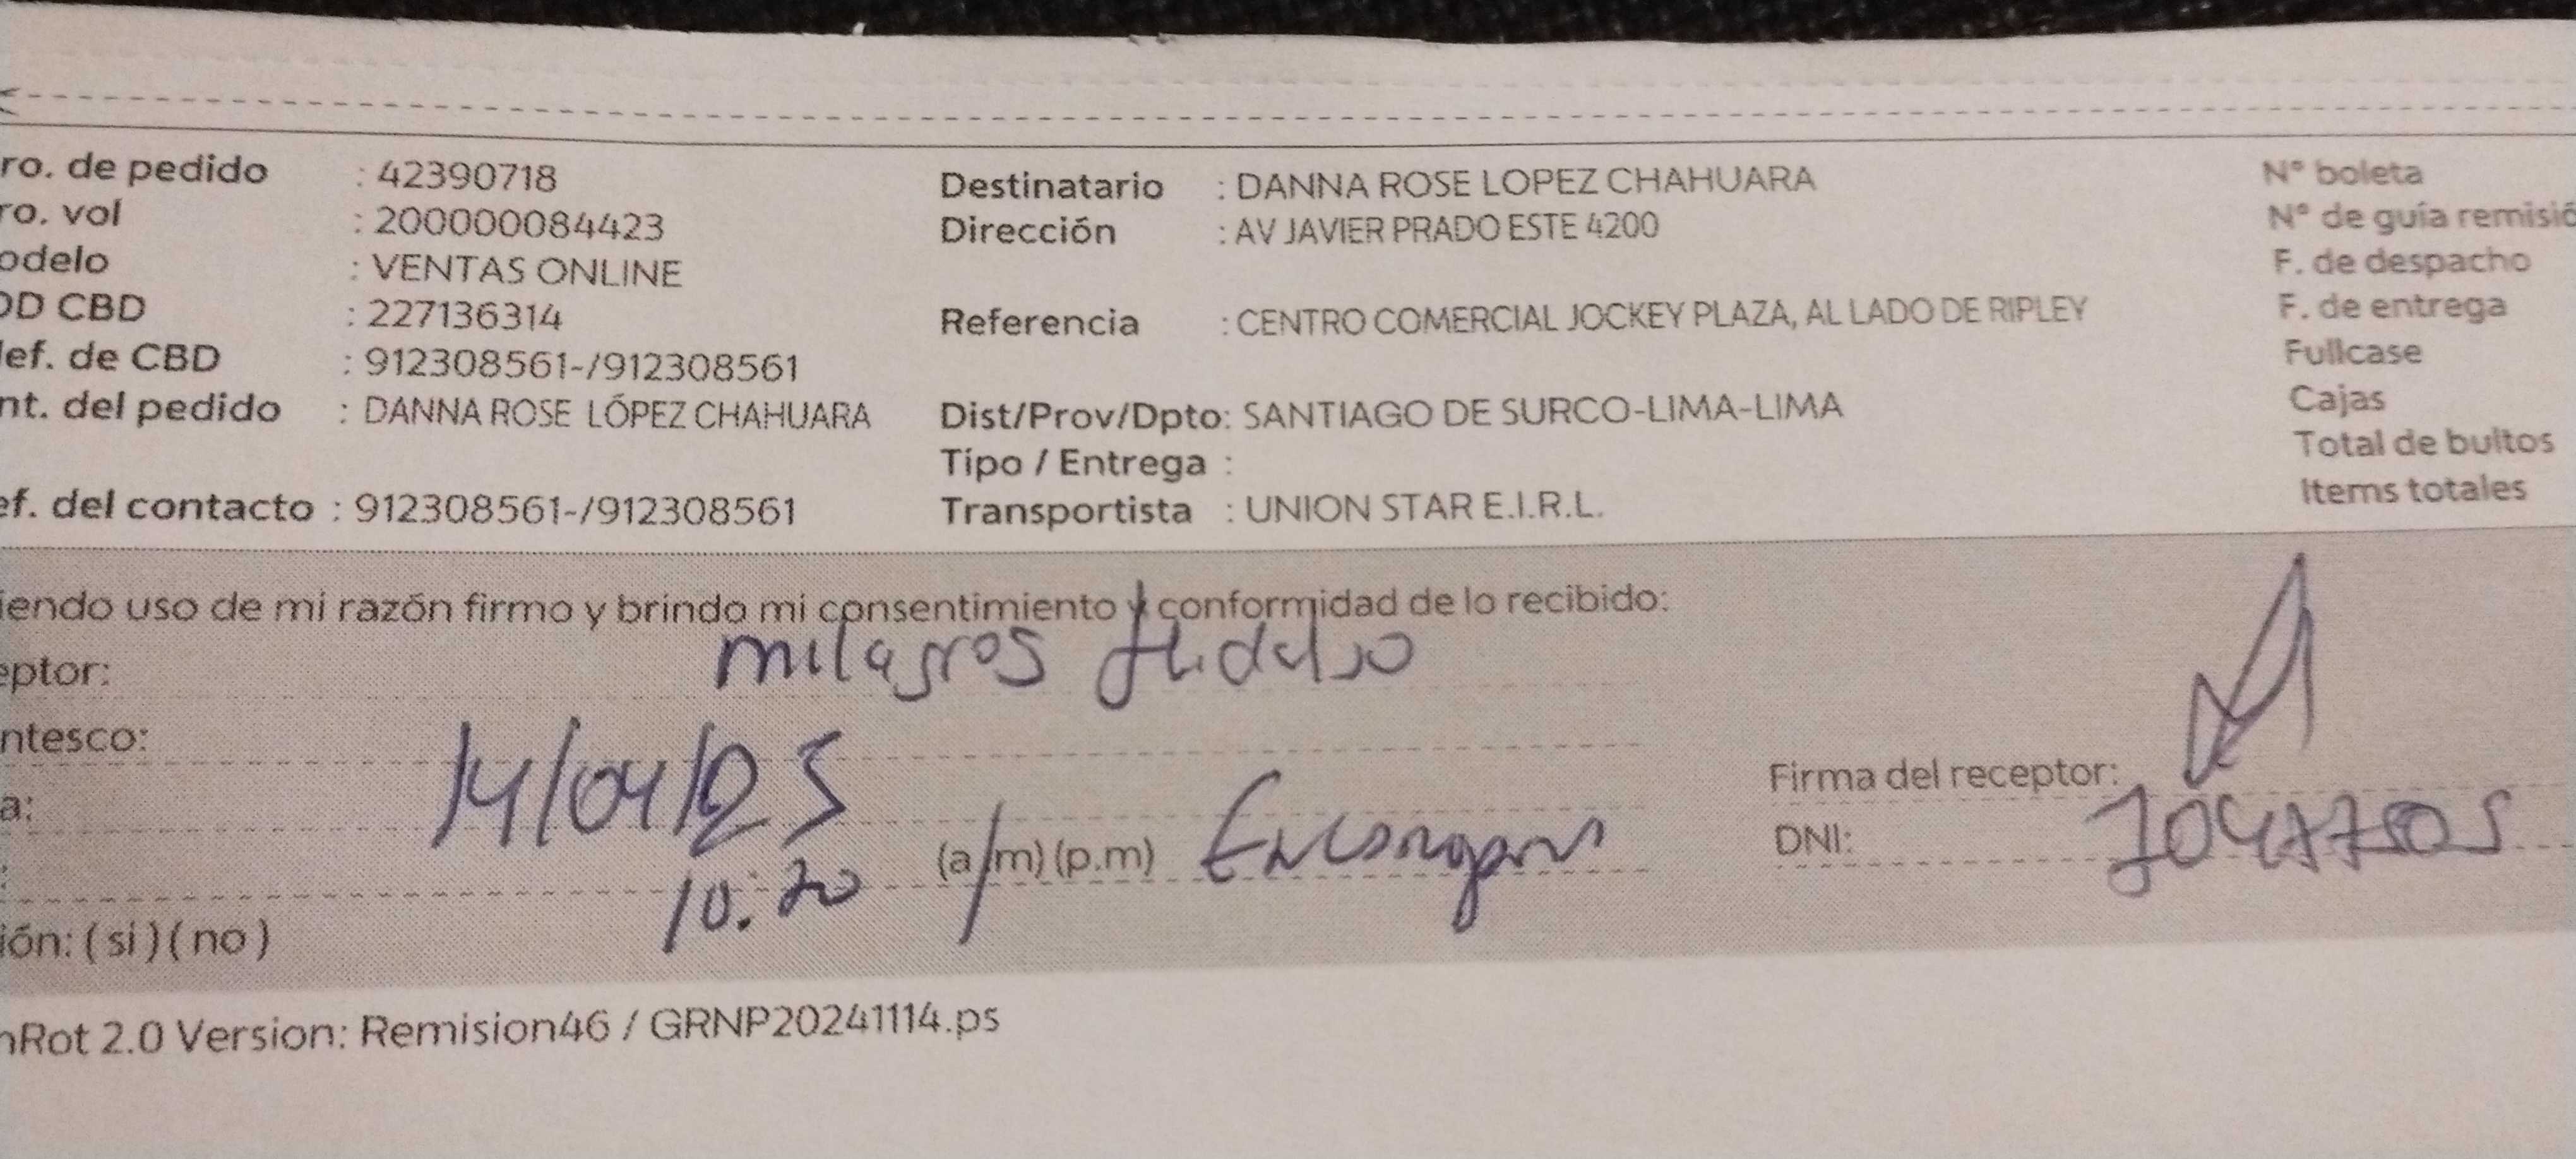 ro. de pedido : 42390718
ro. vol : 200000084423
odelo : VENTAS ONLINE
OD CBD : 227136314
lef. de CBD : 912308561-/912308561
nt. del pedido : DANNA ROSE LÓPEZ CHAHUARA
ef. del contacto : 912308561-/912308561
Destinatario : DANNA ROSE LOPEZ CHAHUARA
Dirección : AV JAVIER PRADO ESTE 4200
Referencia : CENTRO COMERCIAL JOCKEY PLAZA, AL LADO DE RIPLEY
Dist/Prov/Dpto: SANTIAGO DE SURCO-LIMA-LIMA
Tipo / Entrega :
Transportista : UNION STAR E.I.R.L.
N° boleta
N° de guía remisió
F. de despacho
F. de entrega
Fullcase
Cajas
Total de bultos
Items totales
iendo uso de mi razón firmo y brindo mi consentimiento y conformidad de lo recibido:
eptor: milagros
ntesco:
a: 14/04/25
: 10:20 (a.m) (p.m)
ión: ( si ) ( no )
Firma del receptor:
DNI:
nRot 2.0 Version: Remision46 / GRNP20241114.ps